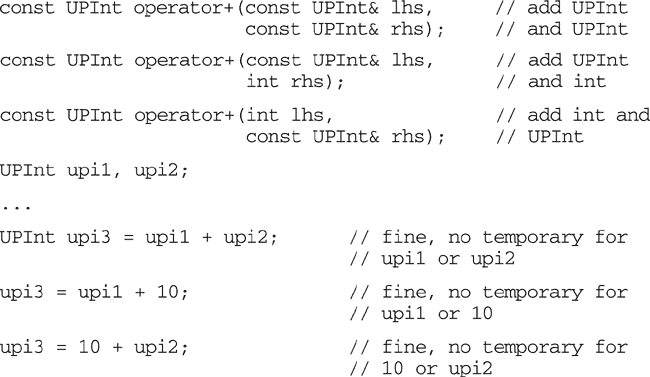 const UPInt operator+(const UPInt& lhs, // add UPInt
const UPInt& rhs); // and UPInt
const UPInt operator+(const UPInt& lhs, // add UPInt
int rhs); // and int
const UPInt operator+(int lhs, // add int and
const UPInt& rhs); // UPInt
UPInt upi1, upi2;
...
UPInt upi3 = upi1 + upi2; // fine, no temporary for
// upi1 or upi2
upi3 = upi1 + 10; // fine, no temporary for
// upi1 or 10
upi3 = 10 + upi2; // fine, no temporary for
// 10 or upi2